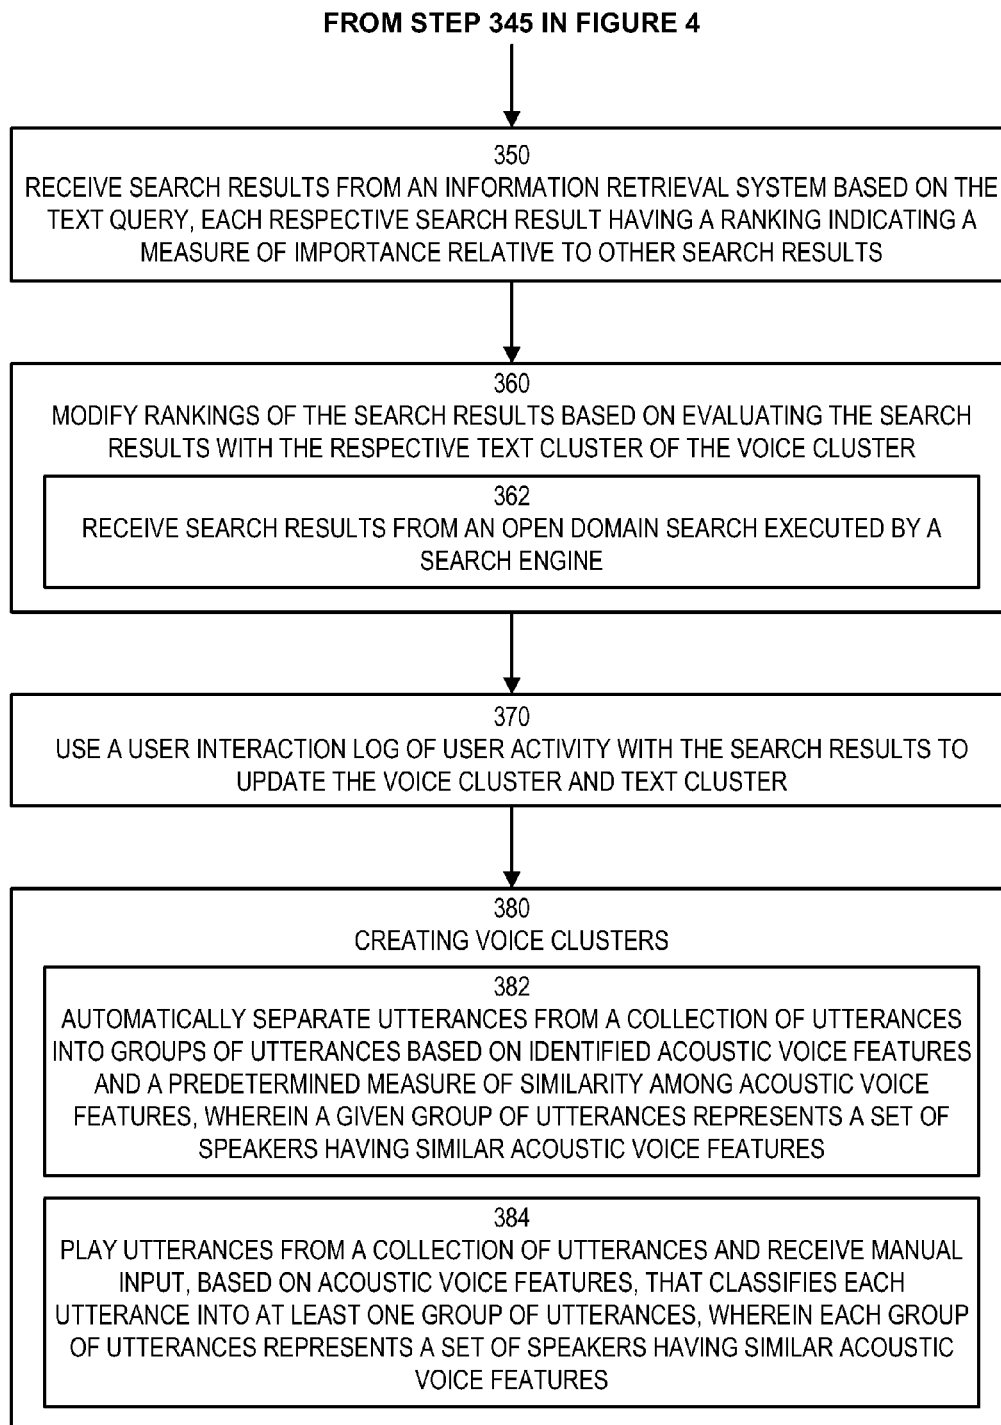 FROM STEP 345 IN FIGURE 4
350
RECEIVE SEARCH RESULTS FROM AN INFORMATION RETRIEVAL SYSTEM BASED ON THE
TEXT QUERY, EACH RESPECTIVE SEARCH RESULT HAVING A RANKING INDICATING A
MEASURE OF IMPORTANCE RELATIVE TO OTHER SEARCH RESULTS
360
MODIFY RANKINGS OF THE SEARCH RESULTS BASED ON EVALUATING THE SEARCH
RESULTS WITH THE RESPECTIVE TEXT CLUSTER OF THE VOICE CLUSTER
362
RECEIVE SEARCH RESULTS FROM AN OPEN DOMAIN SEARCH EXECUTED BY A
SEARCH ENGINE
370
USE A USER INTERACTION LOG OF USER ACTIVITY WITH THE SEARCH RESULTS TO
UPDATE THE VOICE CLUSTER AND TEXT CLUSTER
380
CREATING VOICE CLUSTERS
382
AUTOMATICALLY SEPARATE UTTERANCES FROM A COLLECTION OF UTTERANCES
INTO GROUPS OF UTTERANCES BASED ON IDENTIFIED ACOUSTIC VOICE FEATURES
AND A PREDETERMINED MEASURE OF SIMILARITY AMONG ACOUSTIC VOICE
FEATURES, WHEREIN A GIVEN GROUP OF UTTERANCES REPRESENTS A SET OF
SPEAKERS HAVING SIMILAR ACOUSTIC VOICE FEATURES
384
PLAY UTTERANCES FROM A COLLECTION OF UTTERANCES AND RECEIVE MANUAL
INPUT, BASED ON ACOUSTIC VOICE FEATURES, THAT CLASSIFIES EACH
UTTERANCE INTO AT LEAST ONE GROUP OF UTTERANCES, WHEREIN EACH GROUP
OF UTTERANCES REPRESENTS A SET OF SPEAKERS HAVING SIMILAR ACOUSTIC
VOICE FEATURES